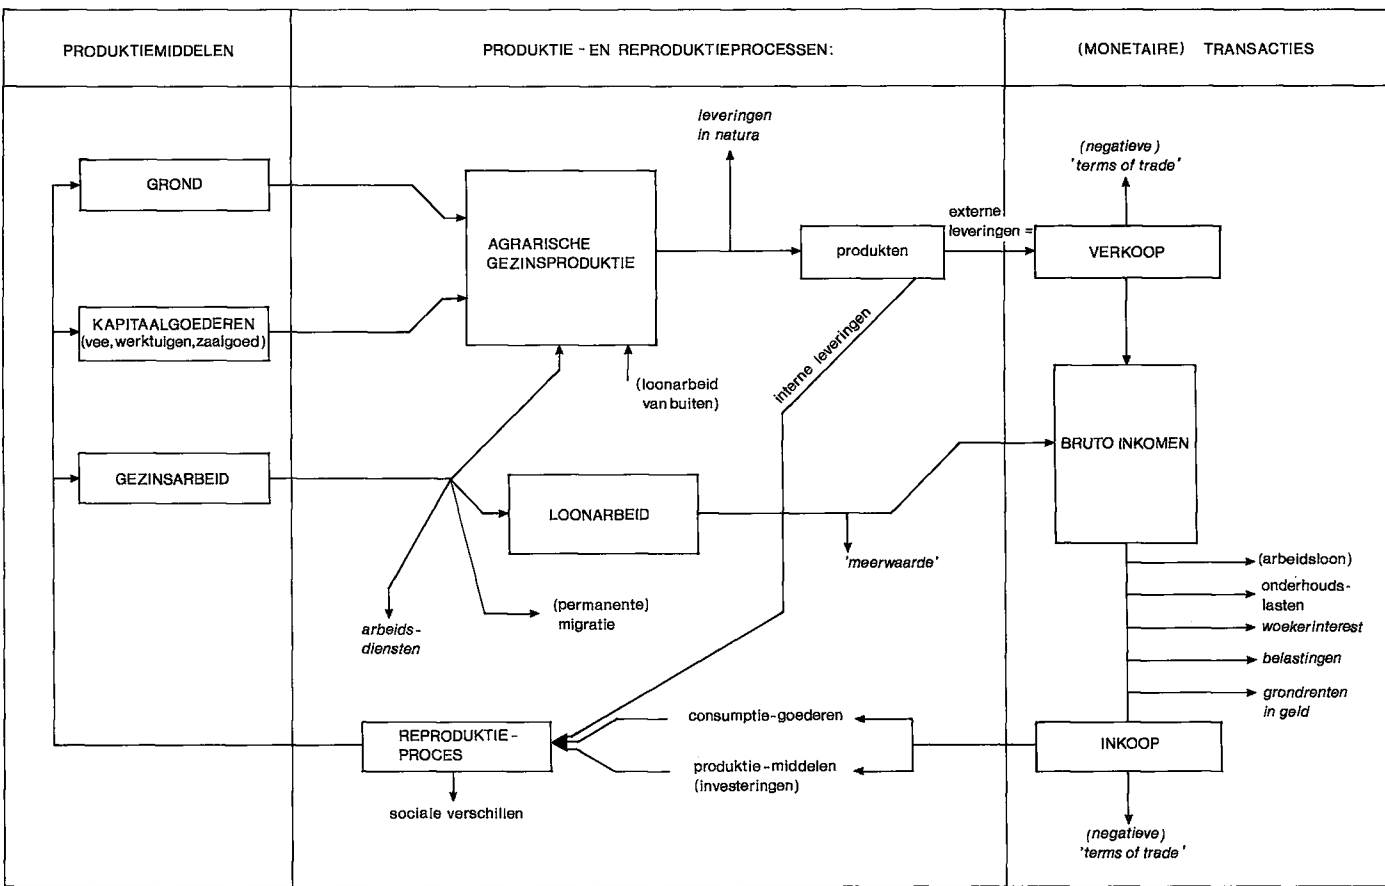 PRODUKTIEMIDDELEN
PRODUKTIE - EN REPRODUKTIEPROCESSEN:
(MONETAIRE) TRANSACTIES
leveringen
in natura
(negatieve)
'terms of trade'
GROND
AGRARISCHE
GEZINSPRODUKTIE
produkten
externe
leveringen =
VERKOOP
KAPITAALGOEDEREN
(vee, werktuigen, zaalgoed)
interne leveringen
(loonarbeid
van buiten)
BRUTO INKOMEN
GEZINSARBEID
LOONARBEID
'meerwaarde'
(arbeidsloon)
onderhouds-
lasten
woekerinterest
belastingen
grondrenten
in geld
(permanente)
migratie
arbeids-
diensten
REPRODUKTIE-
PROCES
consumptie-goederen
produktie-middelen
(investeringen)
INKOOP
sociale verschillen
(negatieve)
'terms of trade'